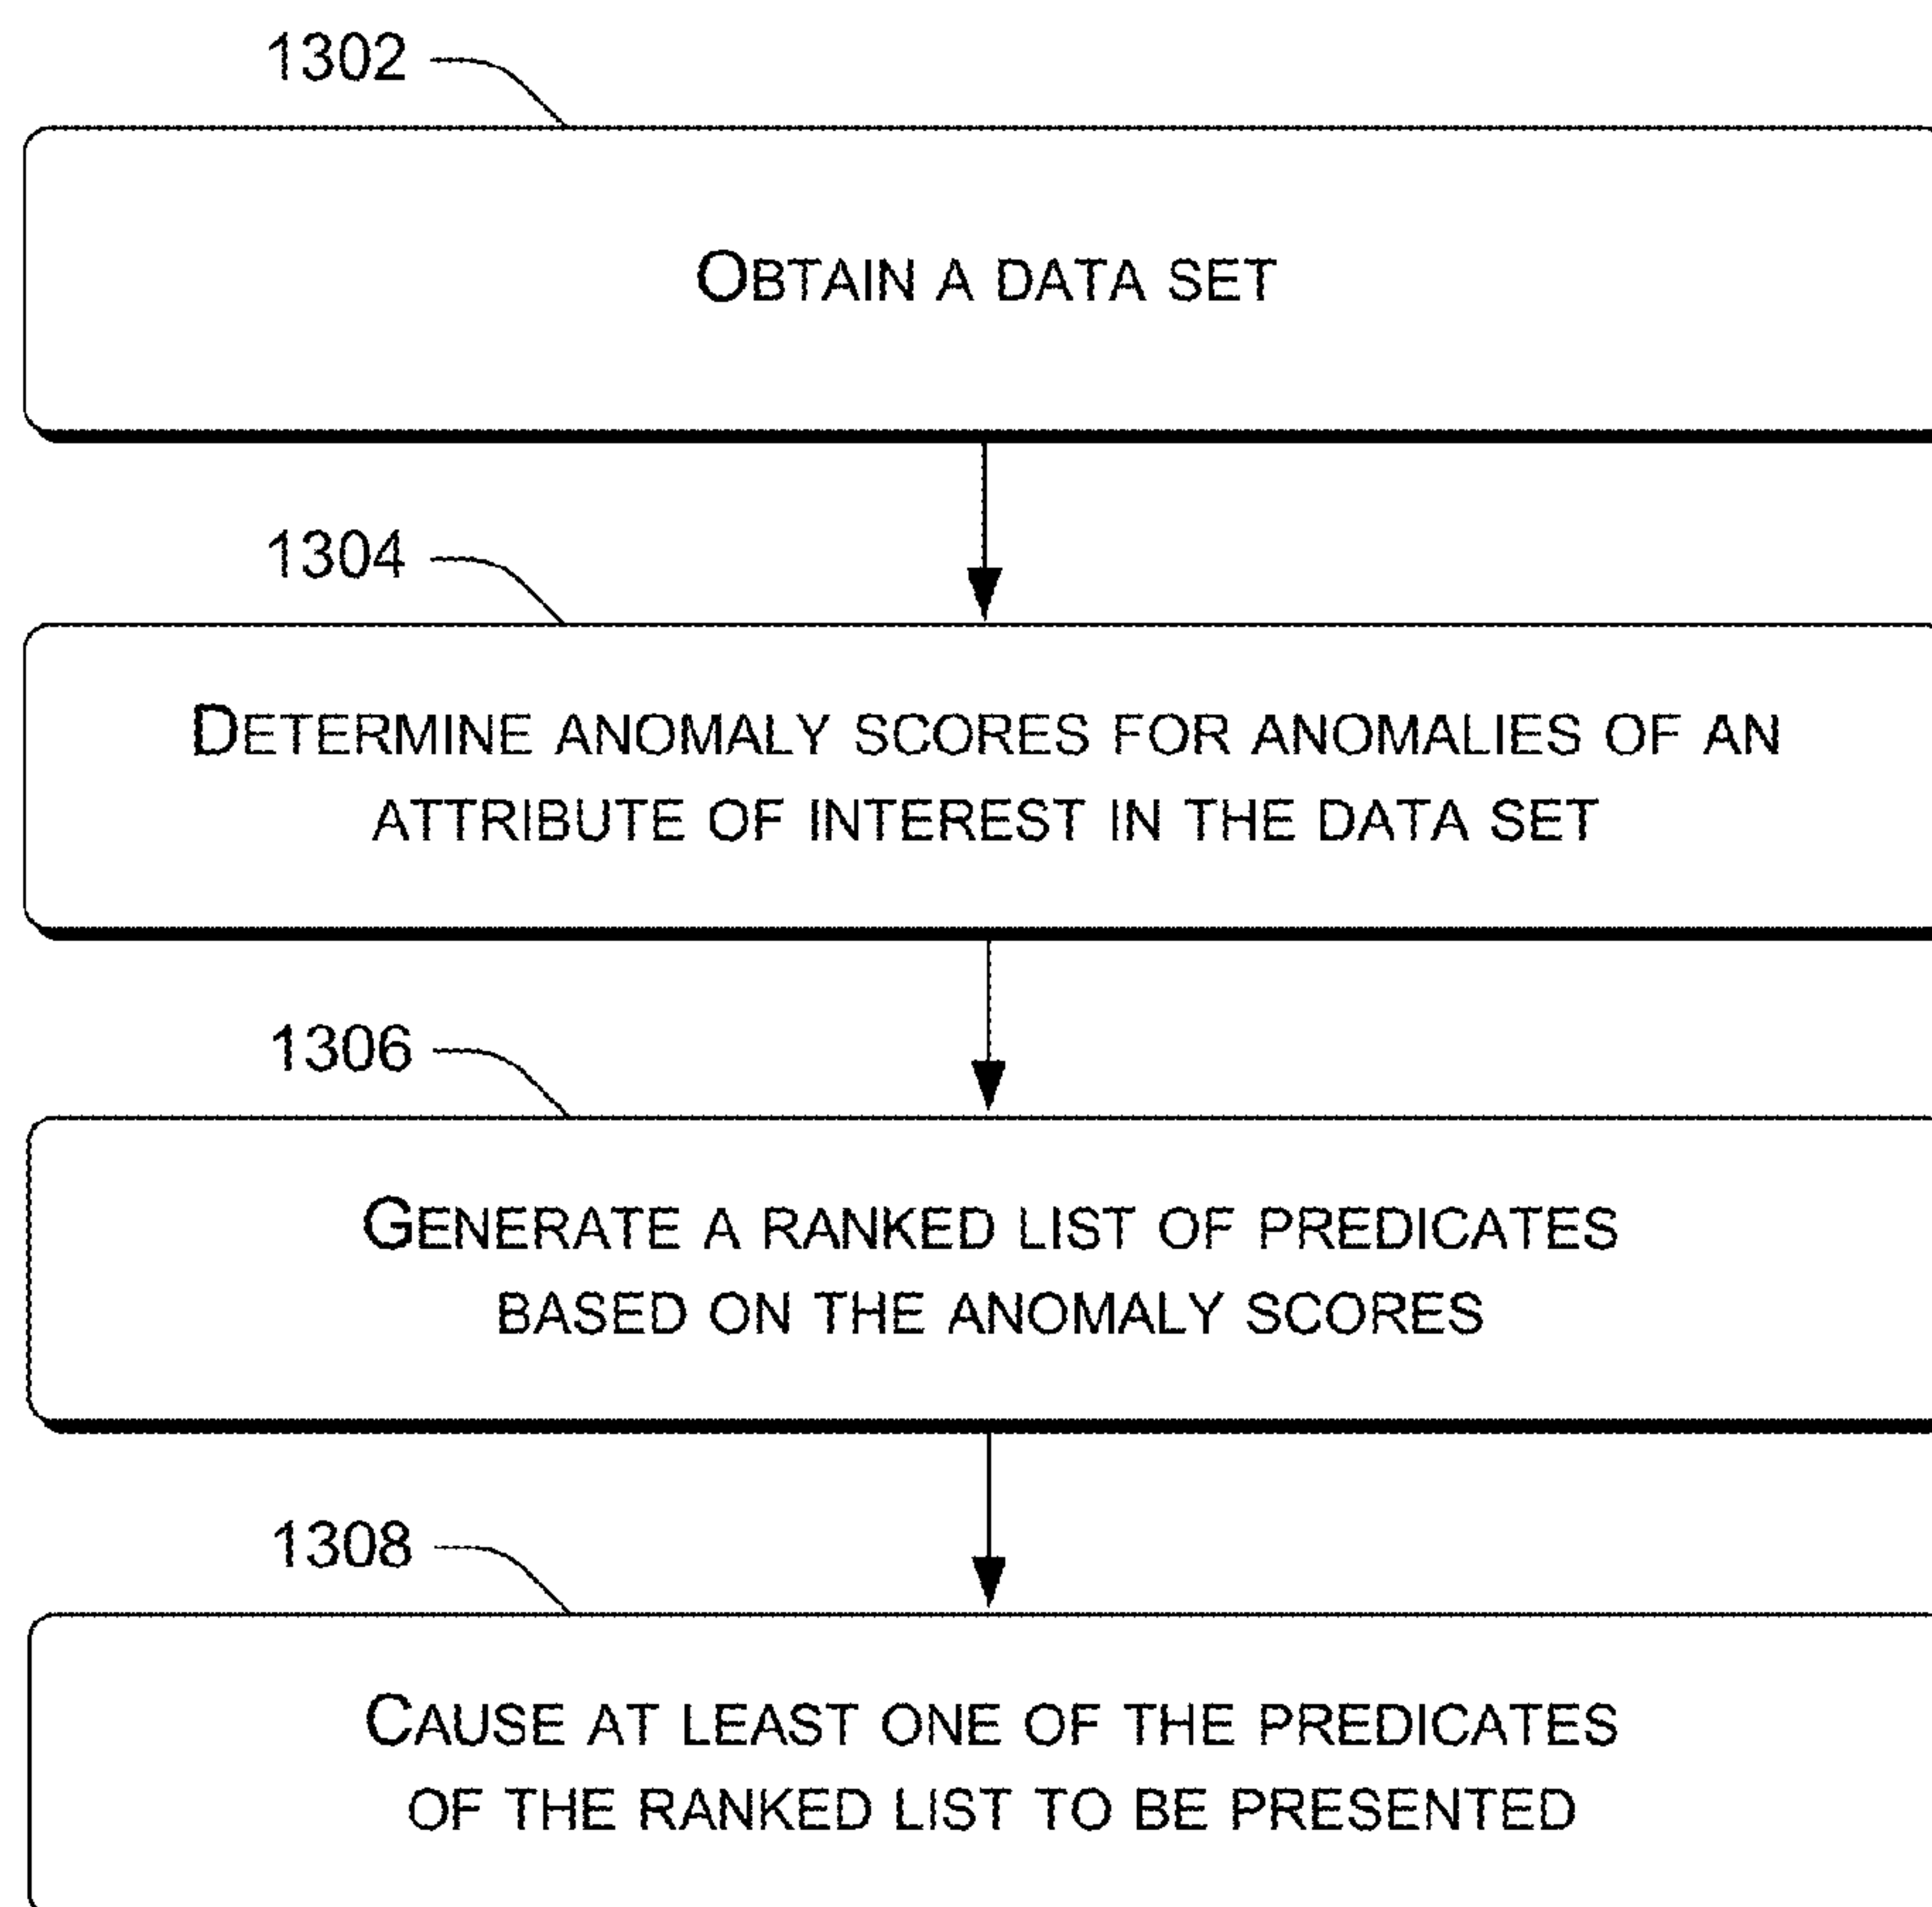 1302
OBTAIN A DATA SET
1304
DETERMINE ANOMALY SCORES FOR ANOMALIES OF AN
ATTRIBUTE OF INTEREST IN THE DATA SET
1306
GENERATE A RANKED LIST OF PREDICATES
BASED ON THE ANOMALY SCORES
1308
CAUSE AT LEAST ONE OF THE PREDICATES
OF THE RANKED LIST TO BE PRESENTED